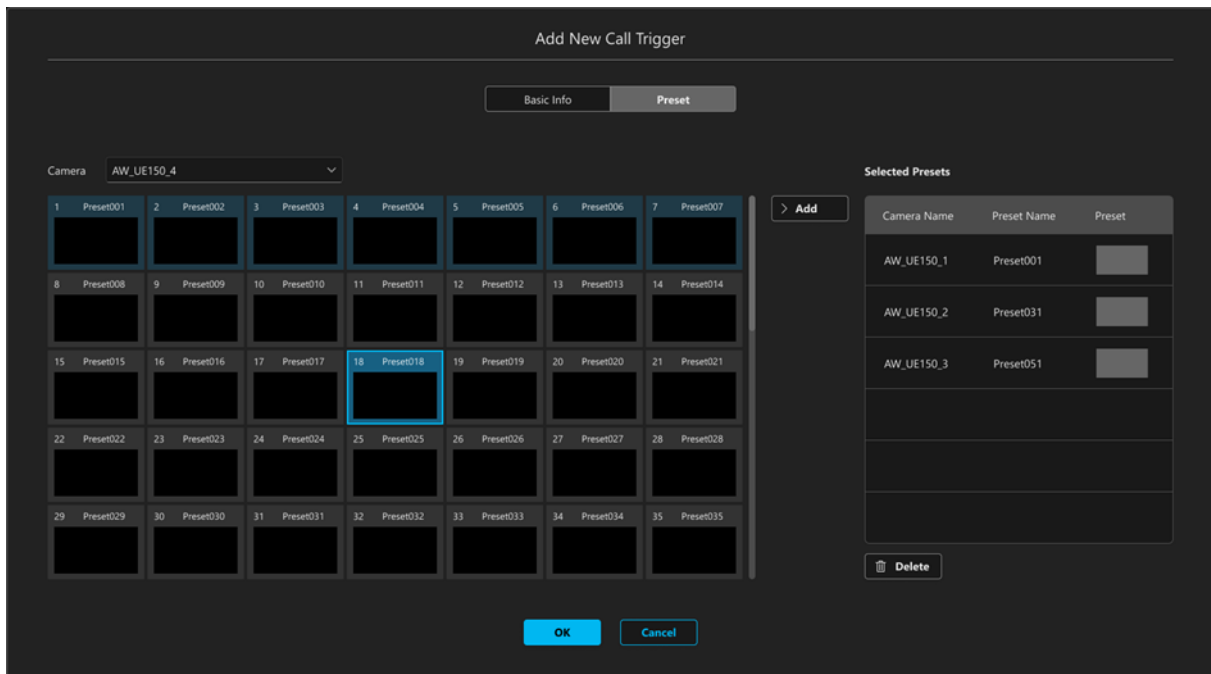 Add New Call Trigger
Basic Info Preset
Camera AW_UE150_4
Selected Presets
1 Preset001 2 Preset002 3 Preset003 4 Preset004 5 Preset005 6 Preset006 7 Preset007
> Add
Camera Name Preset Name Preset
AW_UE150_1 Preset001
8 Preset008 9 Preset009 10 Preset010 11 Preset011 12 Preset012 13 Preset013 14 Preset014
AW_UE150_2 Preset031
15 Preset015 16 Preset016 17 Preset017 18 Preset018 19 Preset019 20 Preset020 21 Preset021
AW_UE150_3 Preset051
22 Preset022 23 Preset023 24 Preset024 25 Preset025 26 Preset026 27 Preset027 28 Preset028
29 Preset029 30 Preset030 31 Preset031 32 Preset032 33 Preset033 34 Preset034 35 Preset035
Delete
OK Cancel